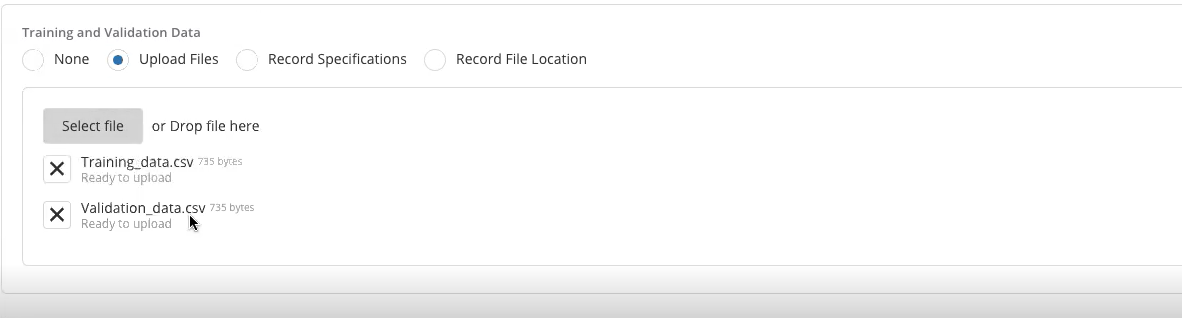 Training and Validation Data
None Upload Files Record Specifications Record File Location
Select file or Drop file here
Training_data.csv 735 bytes
Ready to upload
Validation_data.csv 735 bytes
Ready to upload